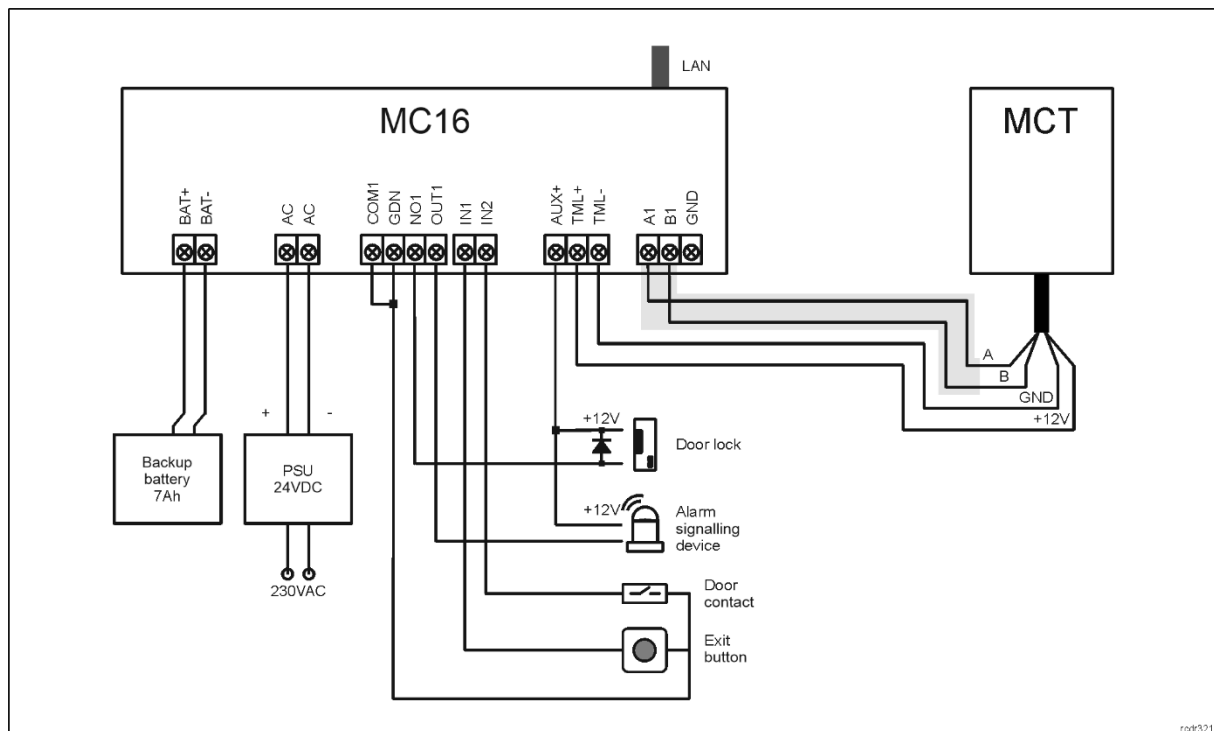 LAN
MC16
MCT
BAT+
BAT-
AC
AC
COM1
GDN
NO1
OUT1
IN1
IN2
AUX+
TML+
TML-
A1
B1
GND
A
B
GND
+12V
+12V
Door lock
+
-
Backup
battery
7Ah
PSU
24VDC
+12V
Alarm
signalling
device
230VAC
Door
contact
Exit
button
rcdr321